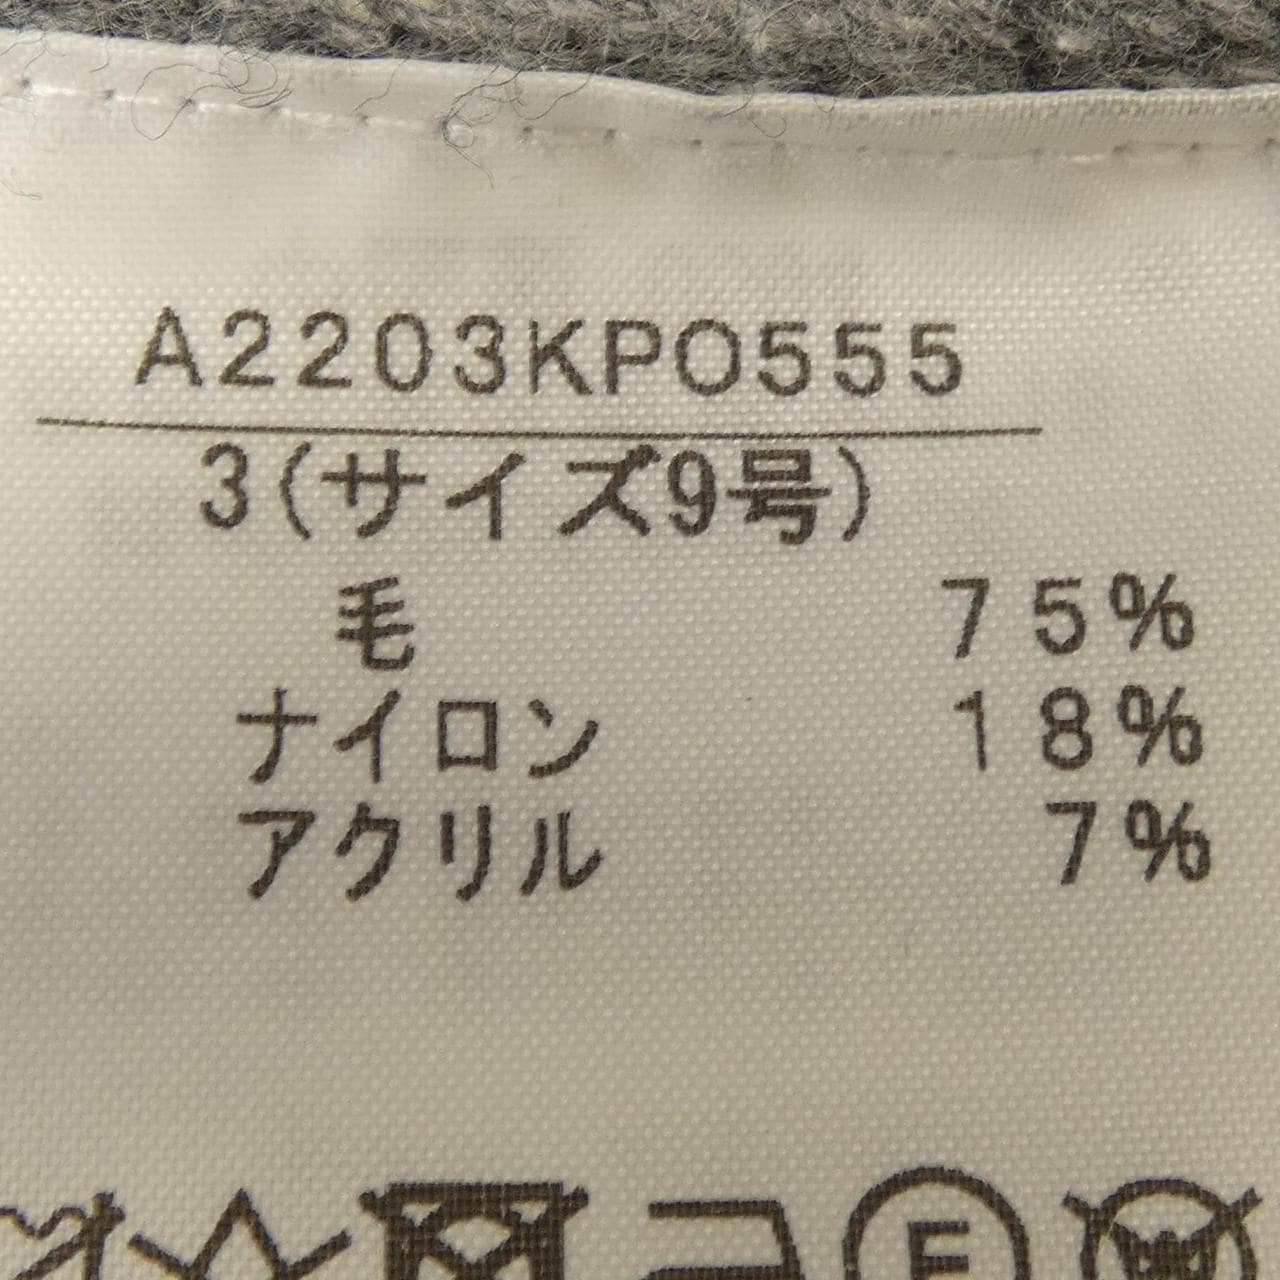 A2203KPO555
3(サイズ9号)
毛 75%
ナイロン 18%
アクリル 7%
F